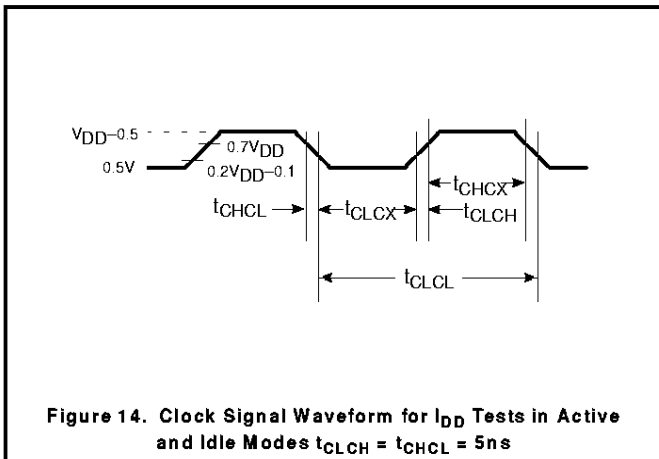 VDD–0.5
0.7VDD
0.5V
0.2VDD–0.1
tCHCX
tCHCL
tCLCX
tCLCH
tCLCL
Figure 14. Clock Signal Waveform for IDD Tests in Active
and Idle Modes tCLCH = tCHCL = 5ns